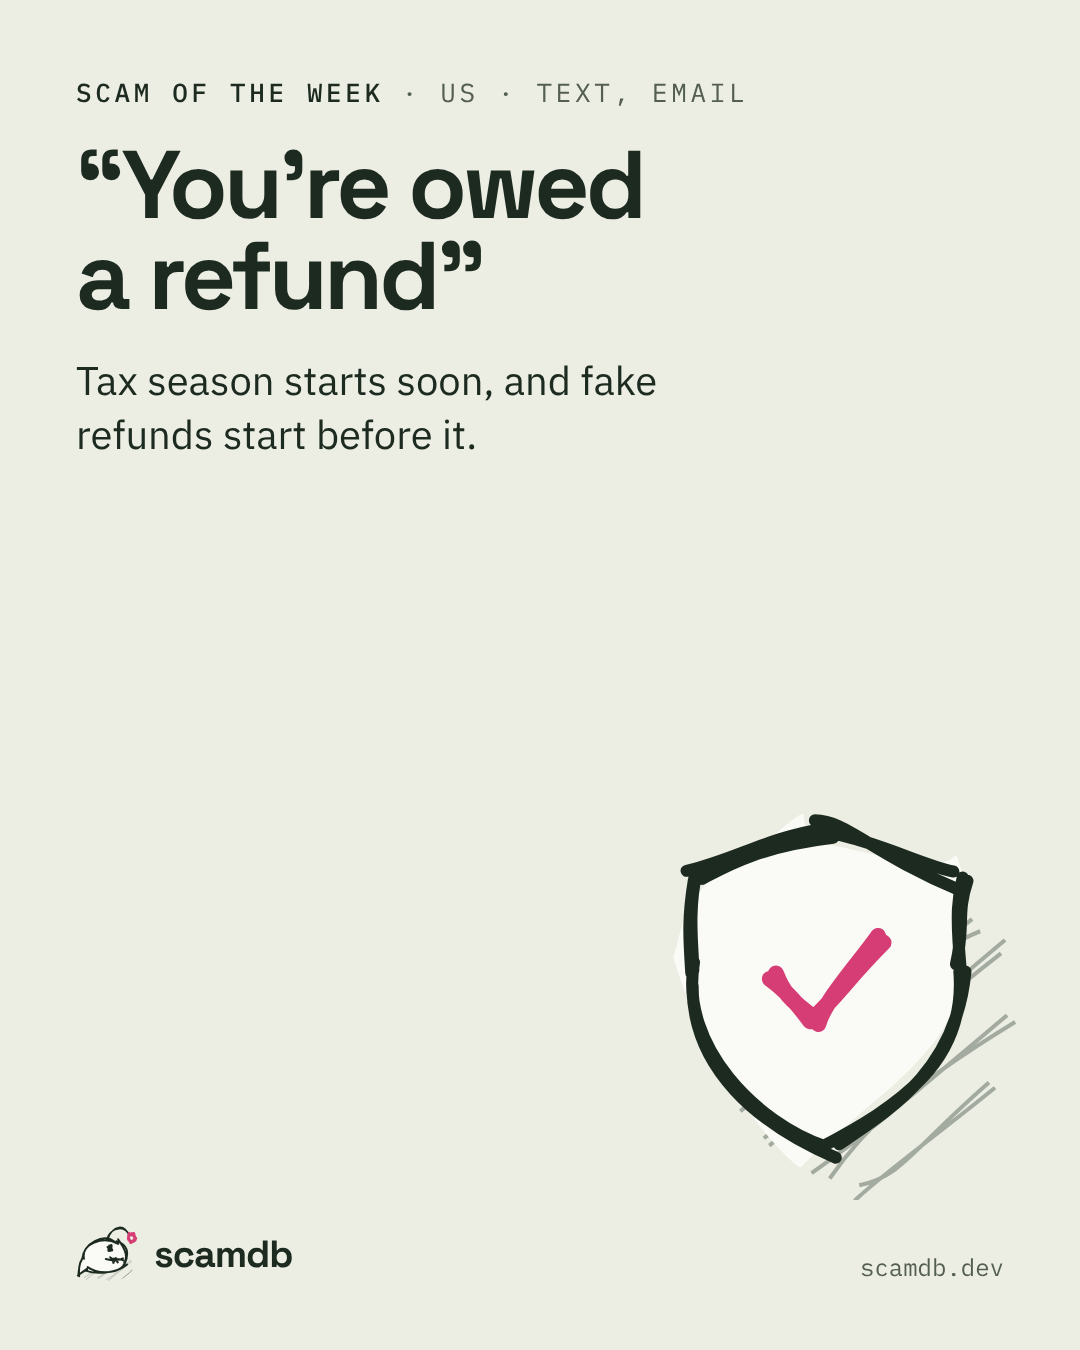 SCAM OF THE WEEK · US · TEXT, EMAIL
“You’re owed
a refund”
Tax season starts soon, and fake
refunds start before it.
scamdb
scamdb.dev